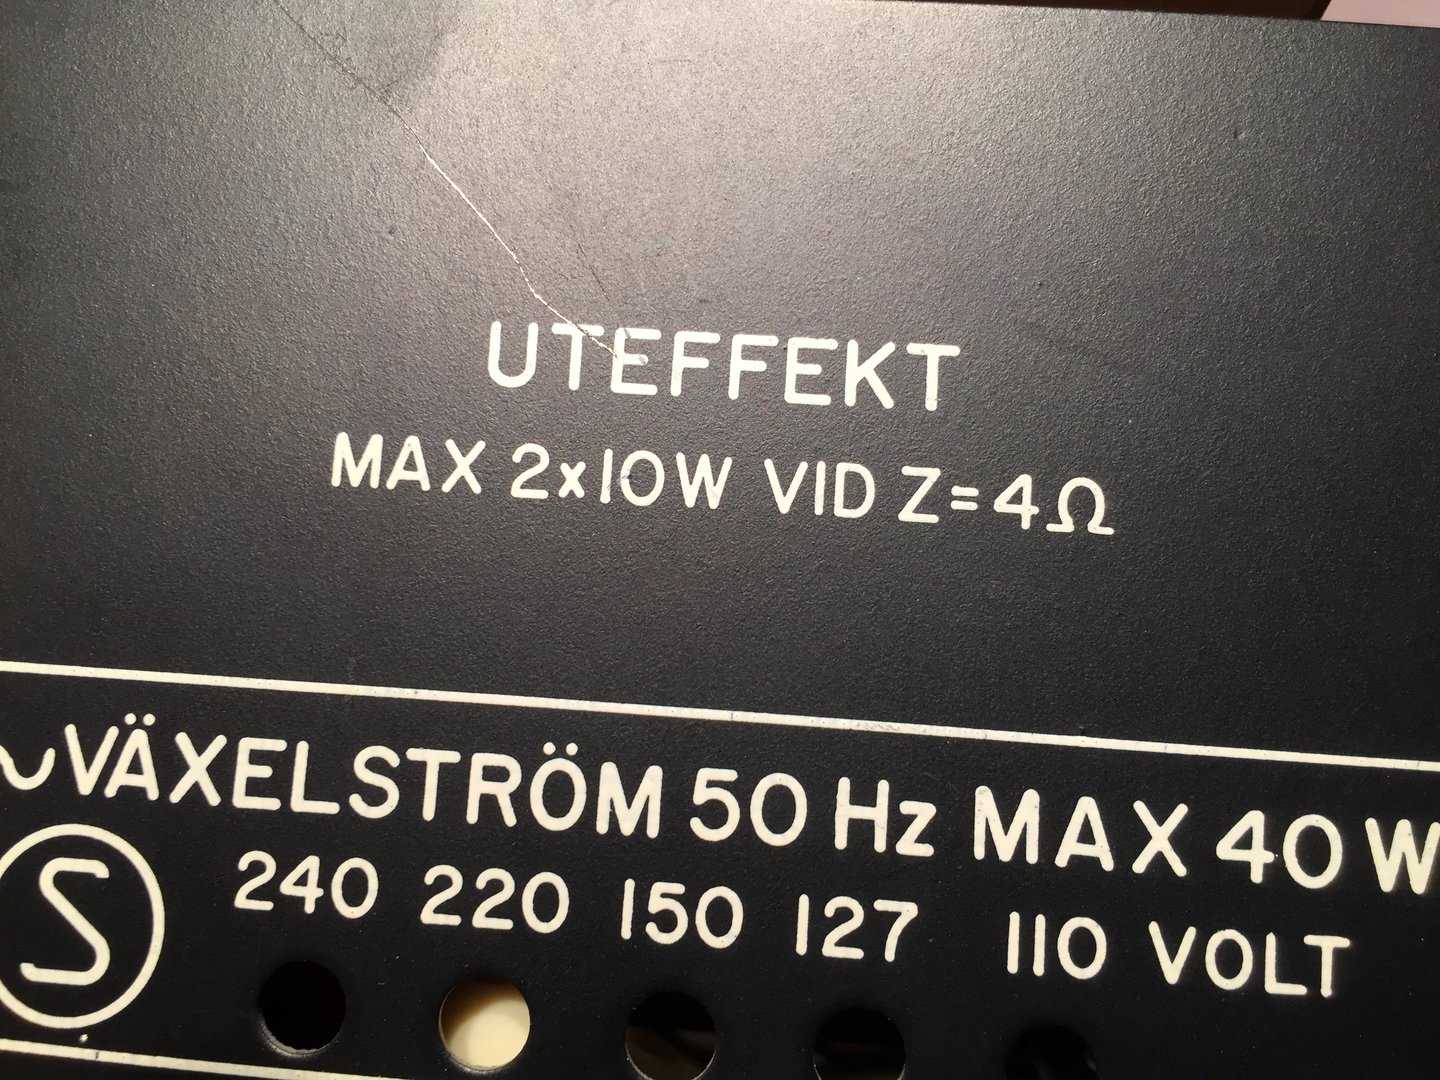 UTEFFEKT
MAX 2x10W VID Z=4Ω
~VÄXELSTRÖM 50 Hz MAX 40 W
S
240 220 150 127 110 VOLT